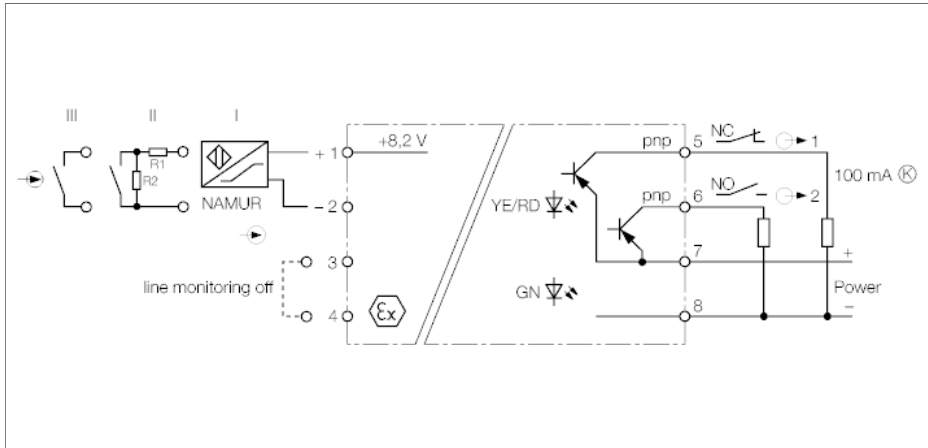 III
II
I
R1
R2
NAMUR
+ 1
+8,2 V
− 2
3
line monitoring off
4
Ex
pnp
5
NC
1
100 mA K
pnp
6
NO
2
YE/RD
7
+
GN
Power
8
−